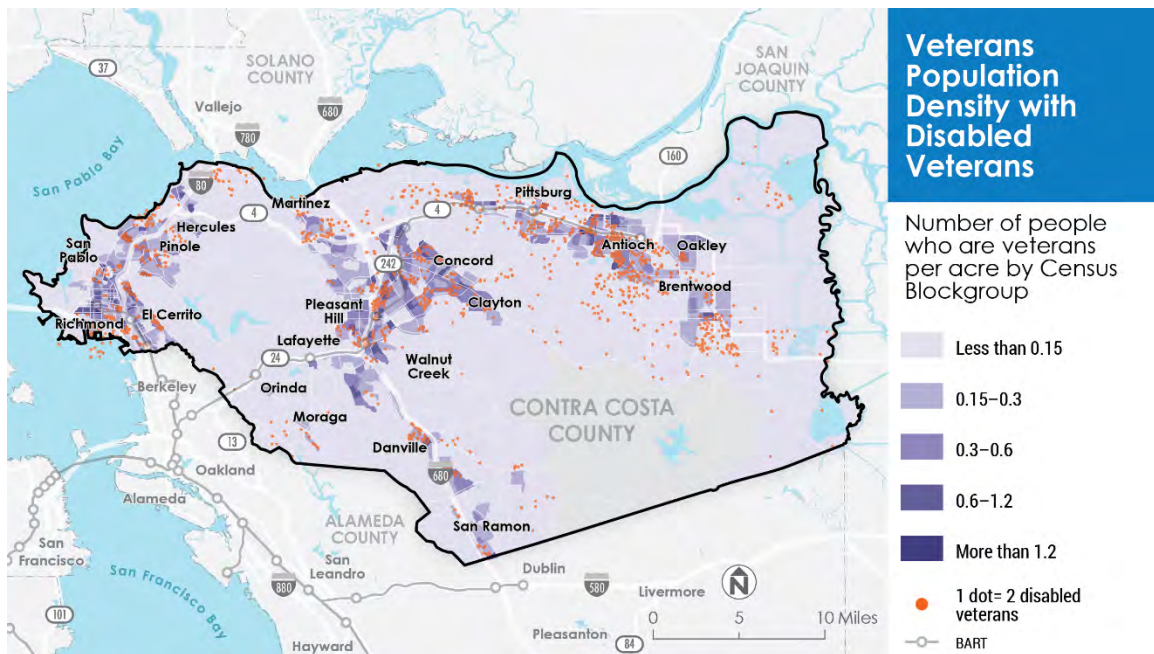 Veterans
Population
Density with
Disabled
Veterans
Number of people
who are veterans
per acre by Census
Blockgroup
Less than 0.15
0.15–0.3
0.3–0.6
0.6–1.2
More than 1.2
1 dot= 2 disabled
veterans
BART
SOLANO
COUNTY
SAN
JOAQUIN
COUNTY
37
Vallejo
680
780
160
San Pablo Bay
80
Martinez
4
4
Pittsburg
Hercules
San
Pablo
Pinole
Antioch
Oakley
242
Concord
Brentwood
Clayton
Pleasant
Hill
El Cerrito
Richmond
Lafayette
24
Walnut
Creek
Berkeley
Orinda
Moraga
CONTRA COSTA
COUNTY
13
Danville
Oakland
680
Alameda
ALAMEDA
COUNTY
San Ramon
San
Francisco
San
Leandro
Dublin
San Francisco Bay
880
580
Livermore
N
0
5
10 Miles
101
Hayward
Pleasanton
84